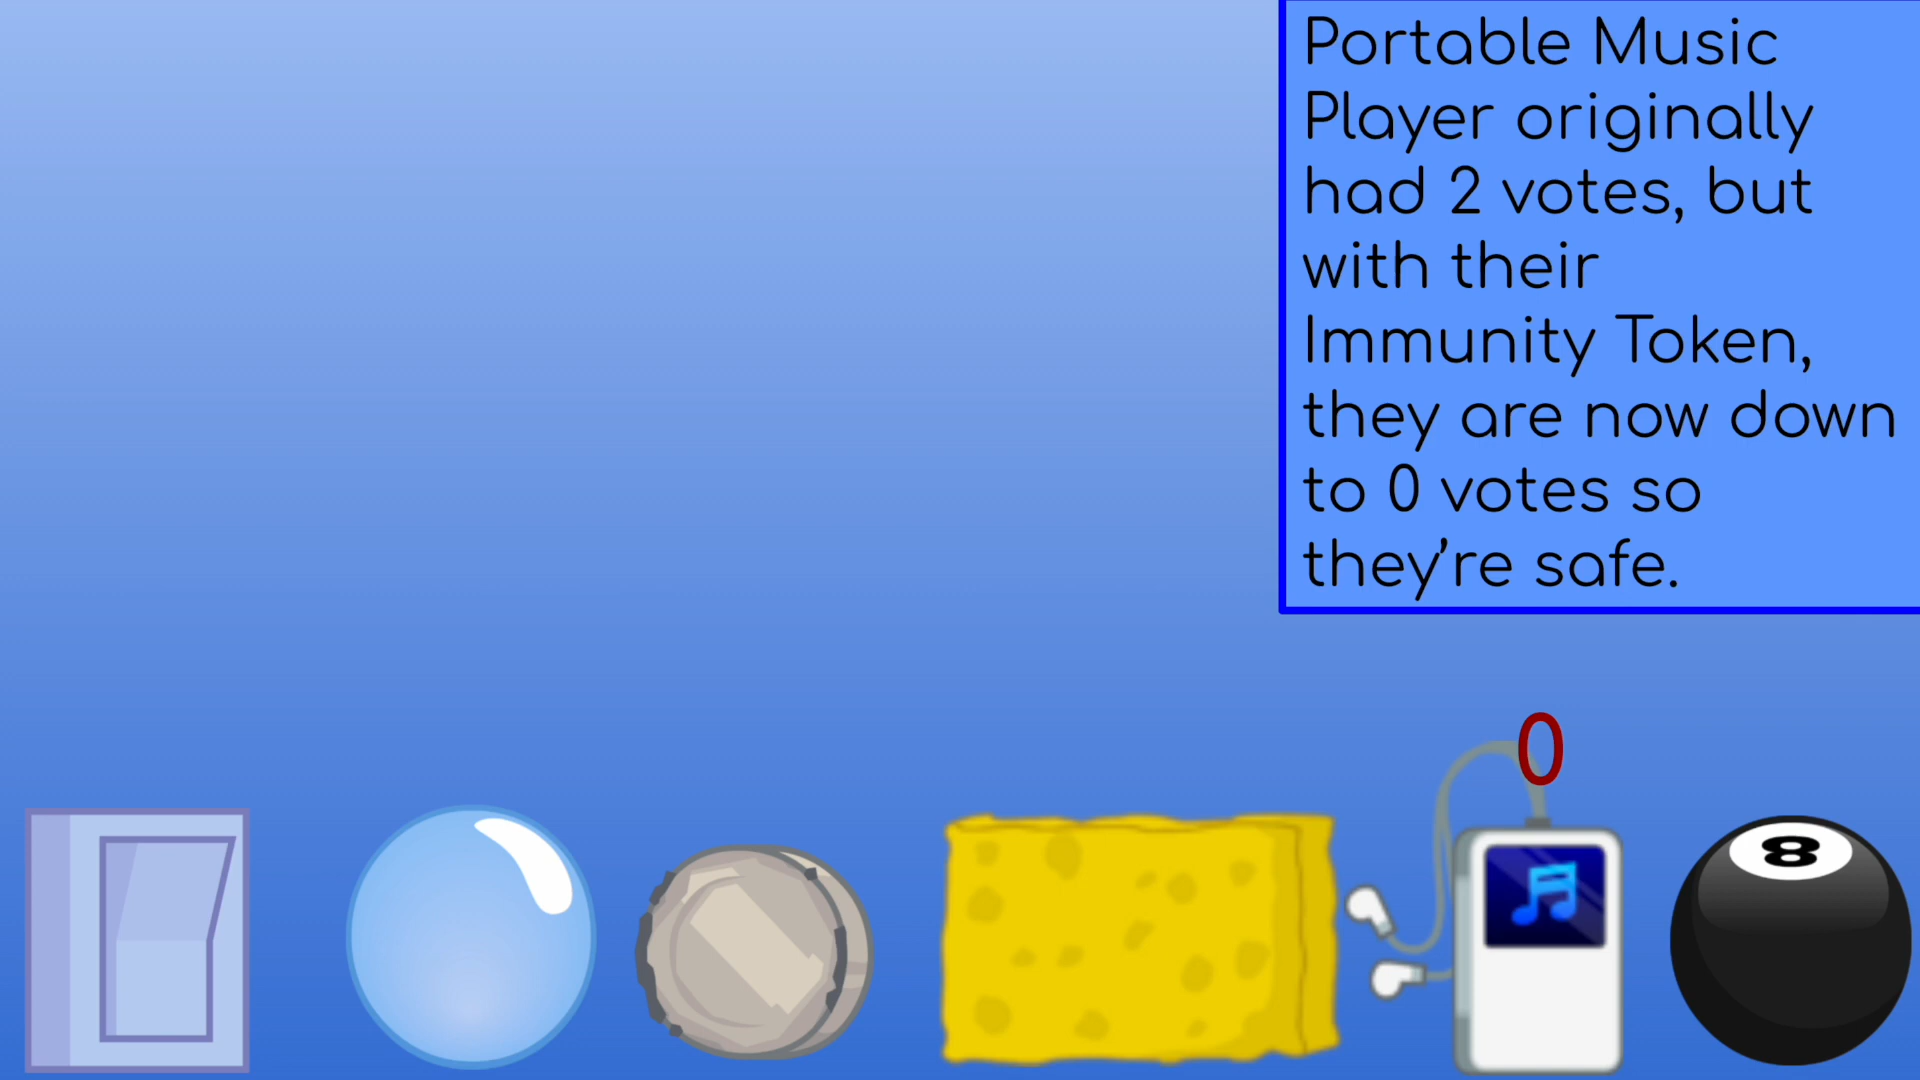 Portable Music
Player originally
had 2 votes, but
with their
Immunity Token,
they are now down
to 0 votes so
they’re safe.
0
8